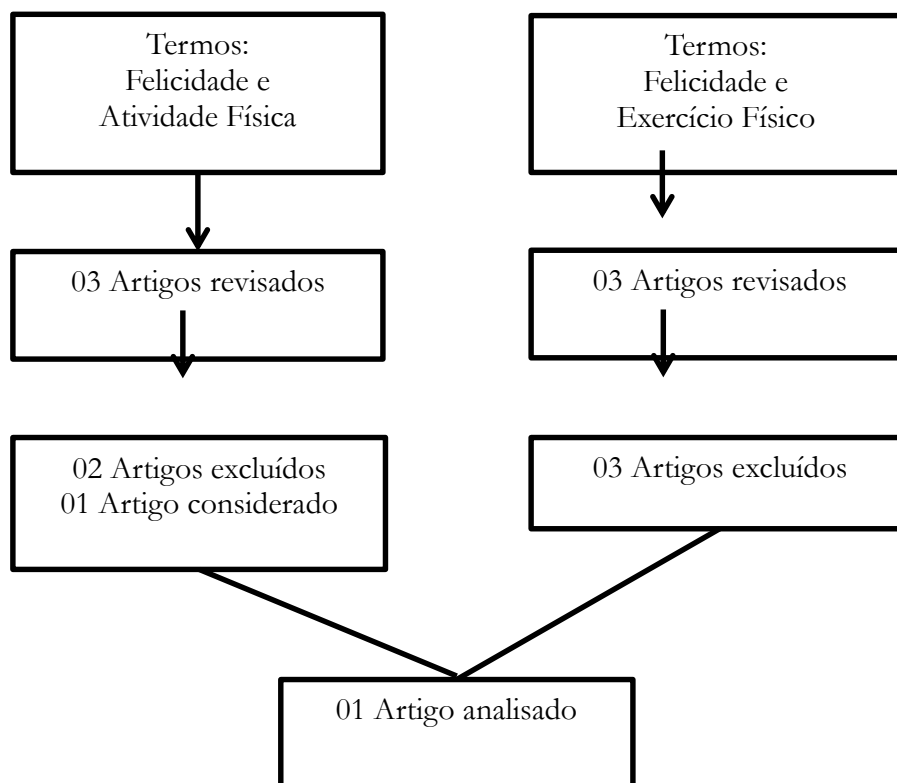 Termos:
Felicidade e
Atividade Física
Termos:
Felicidade e
Exercício Físico
03 Artigos revisados
03 Artigos revisados
02 Artigos excluídos
01 Artigo considerado
03 Artigos excluídos
01 Artigo analisado